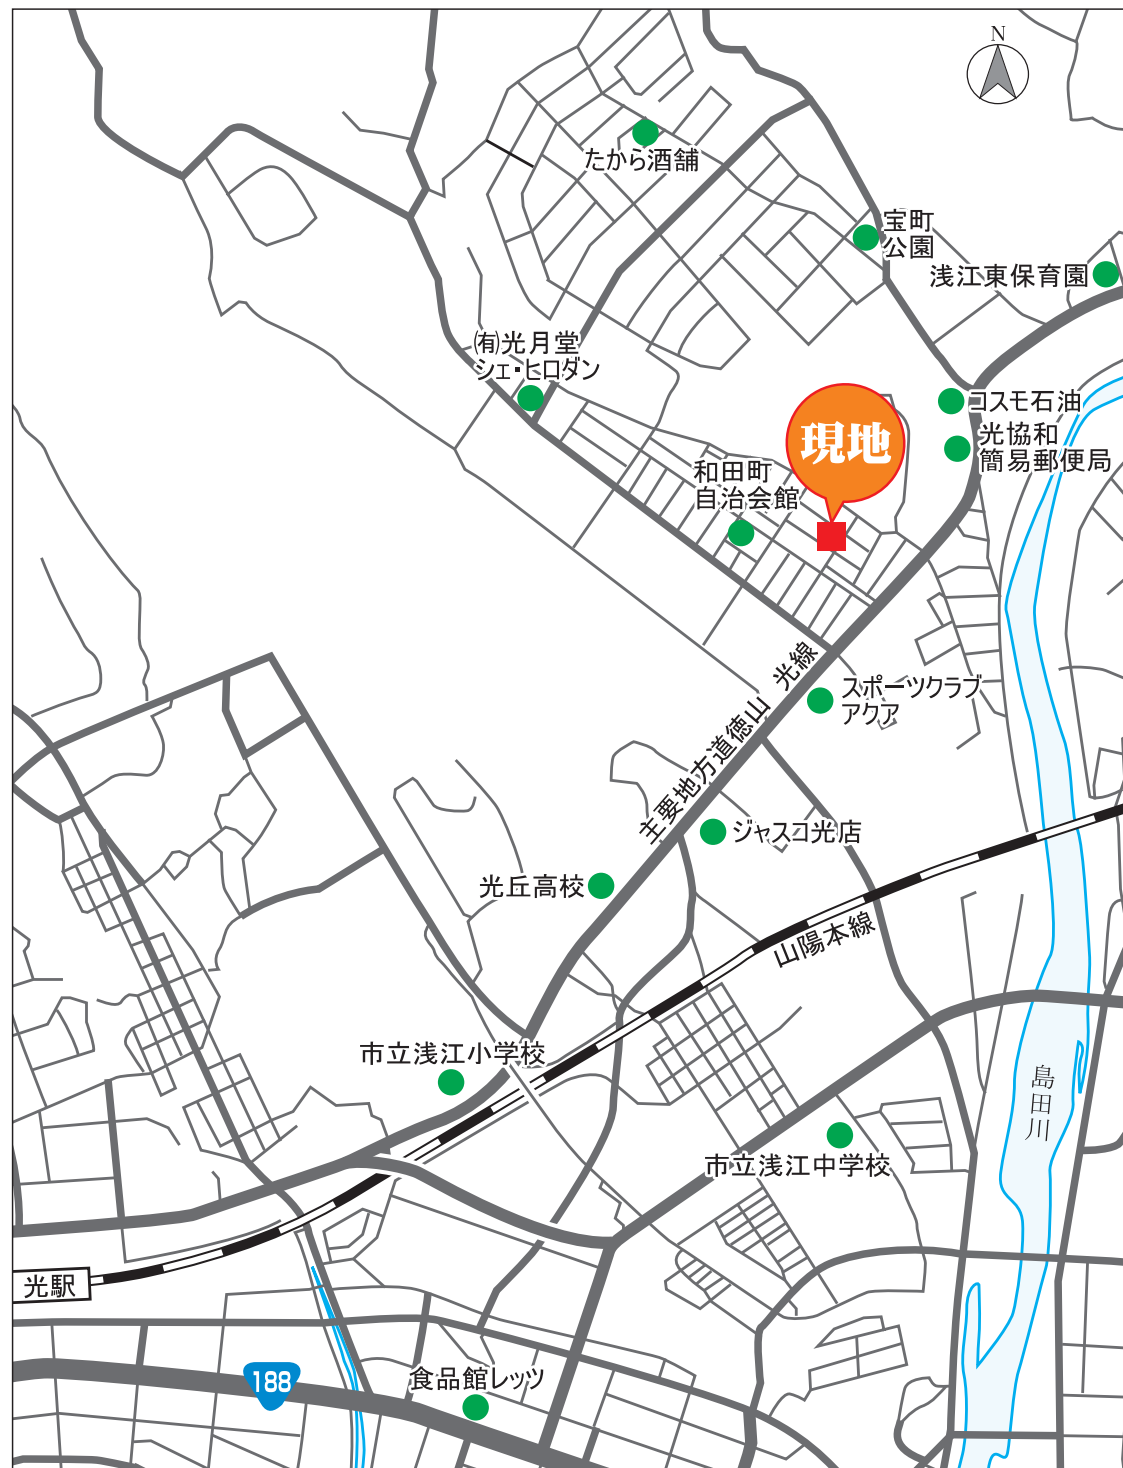 N
たから酒舗
宝町
公園
浅江東保育園
㈲光月堂
シェ・ヒロダン
コスモ石油
光協和
簡易郵便局
現地
和田町
自治会館
主要地方道徳山 光線
スポーツクラブ
アクア
ジャスコ光店
光丘高校
山陽本線
市立浅江小学校
島田川
市立浅江中学校
光駅
188
食品館レッツ